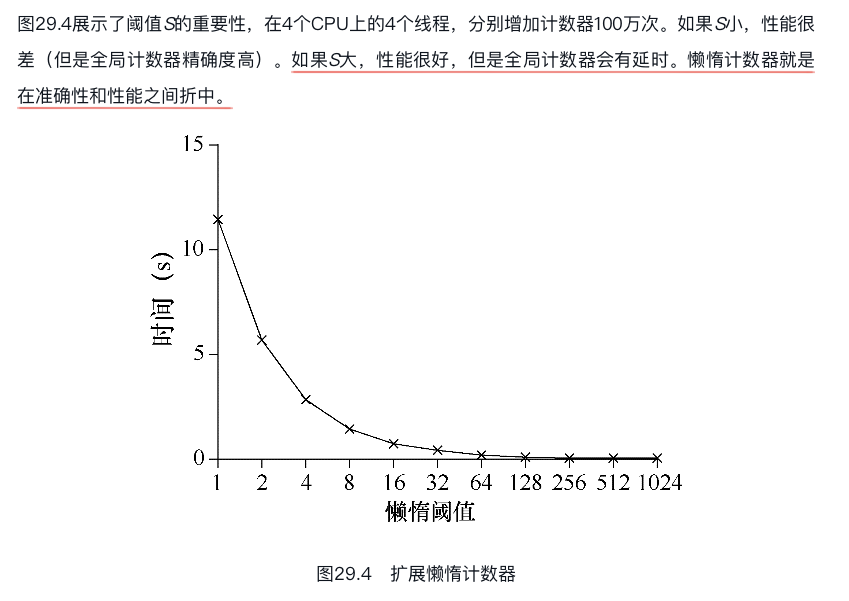 图29.4展示了阈值S的重要性，在4个CPU上的4个线程，分别增加计数器100万次。如果S小，性能很
差（但是全局计数器精确度高）。如果S大，性能很好，但是全局计数器会有延时。懒惰计数器就是
在准确性和性能之间折中。
15
10
5
0
时间（s）
1 2 4 8 16 32 64 128 256 512 1024
懒惰阈值
图29.4 扩展懒惰计数器